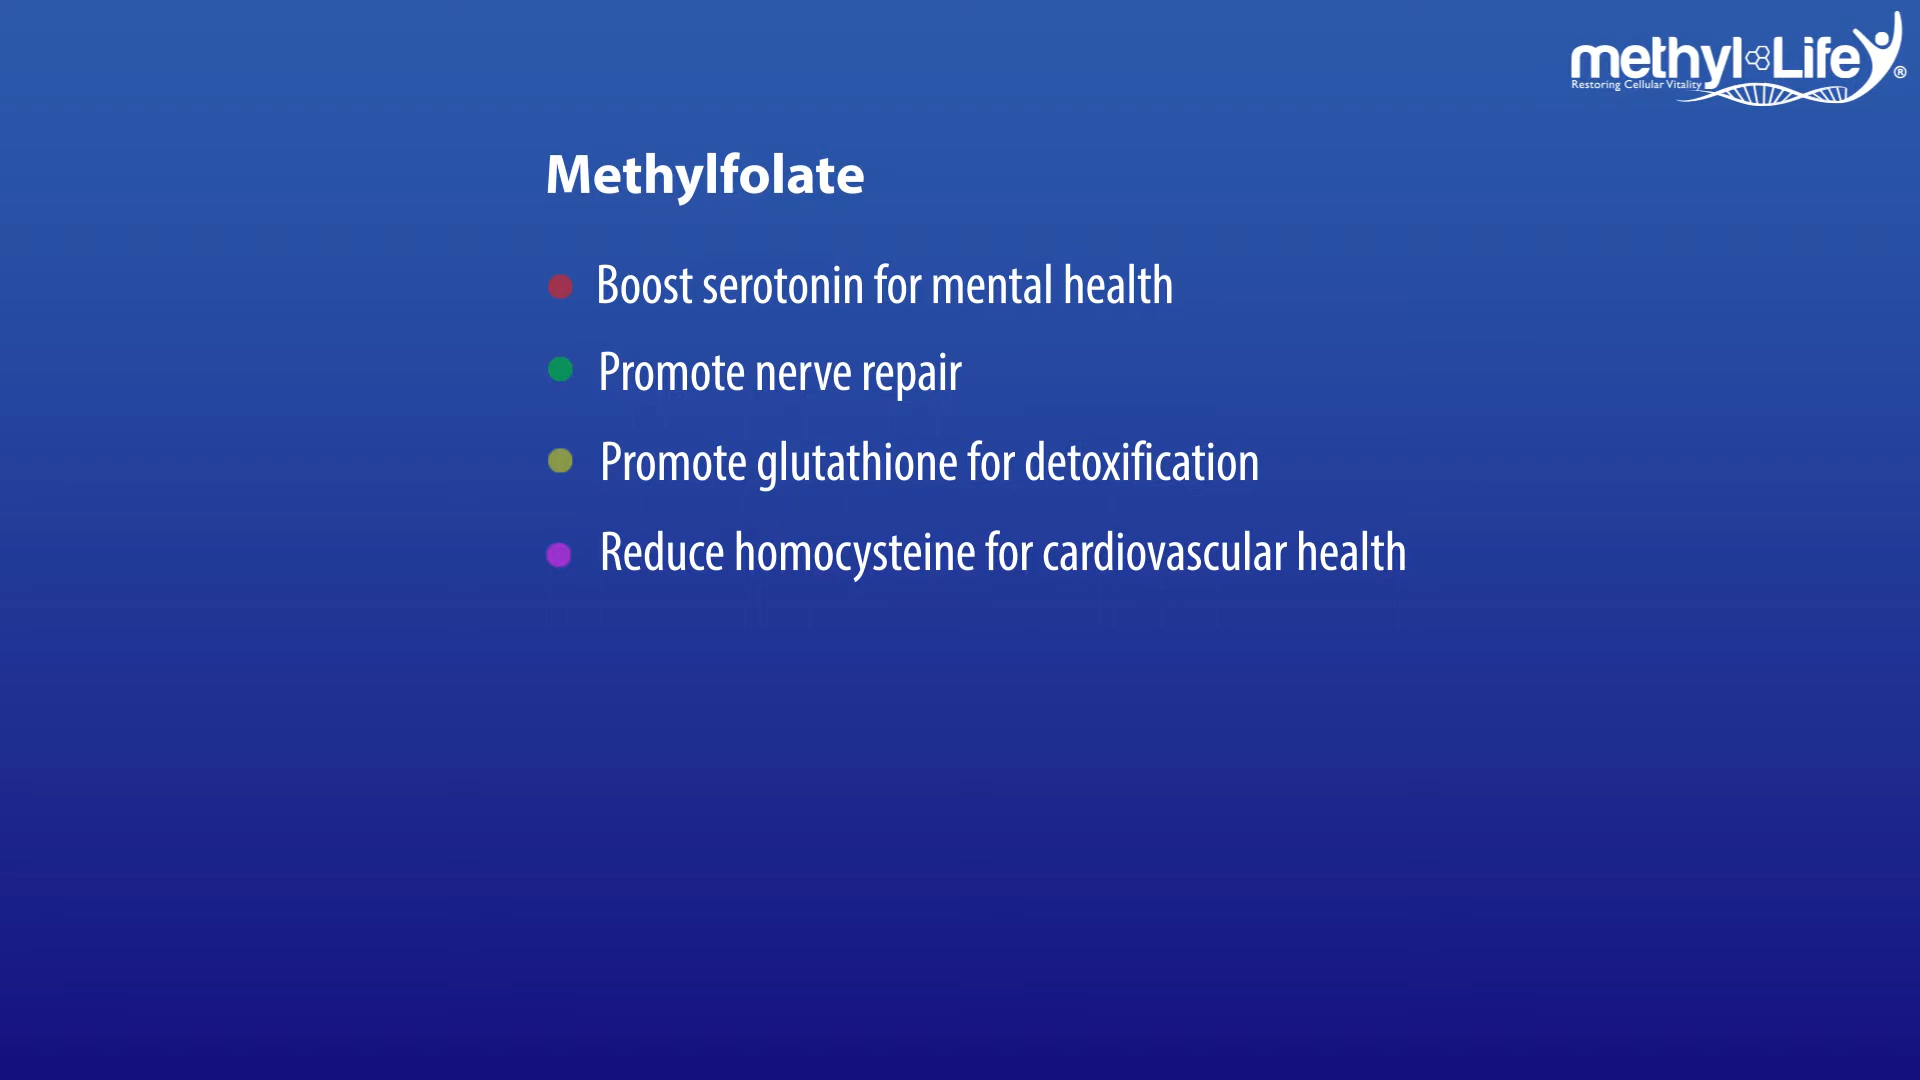 methyl Life ®
Restoring Cellular Vitality
Methylfolate
Boost serotonin for mental health
Promote nerve repair
Promote glutathione for detoxification
Reduce homocysteine for cardiovascular health